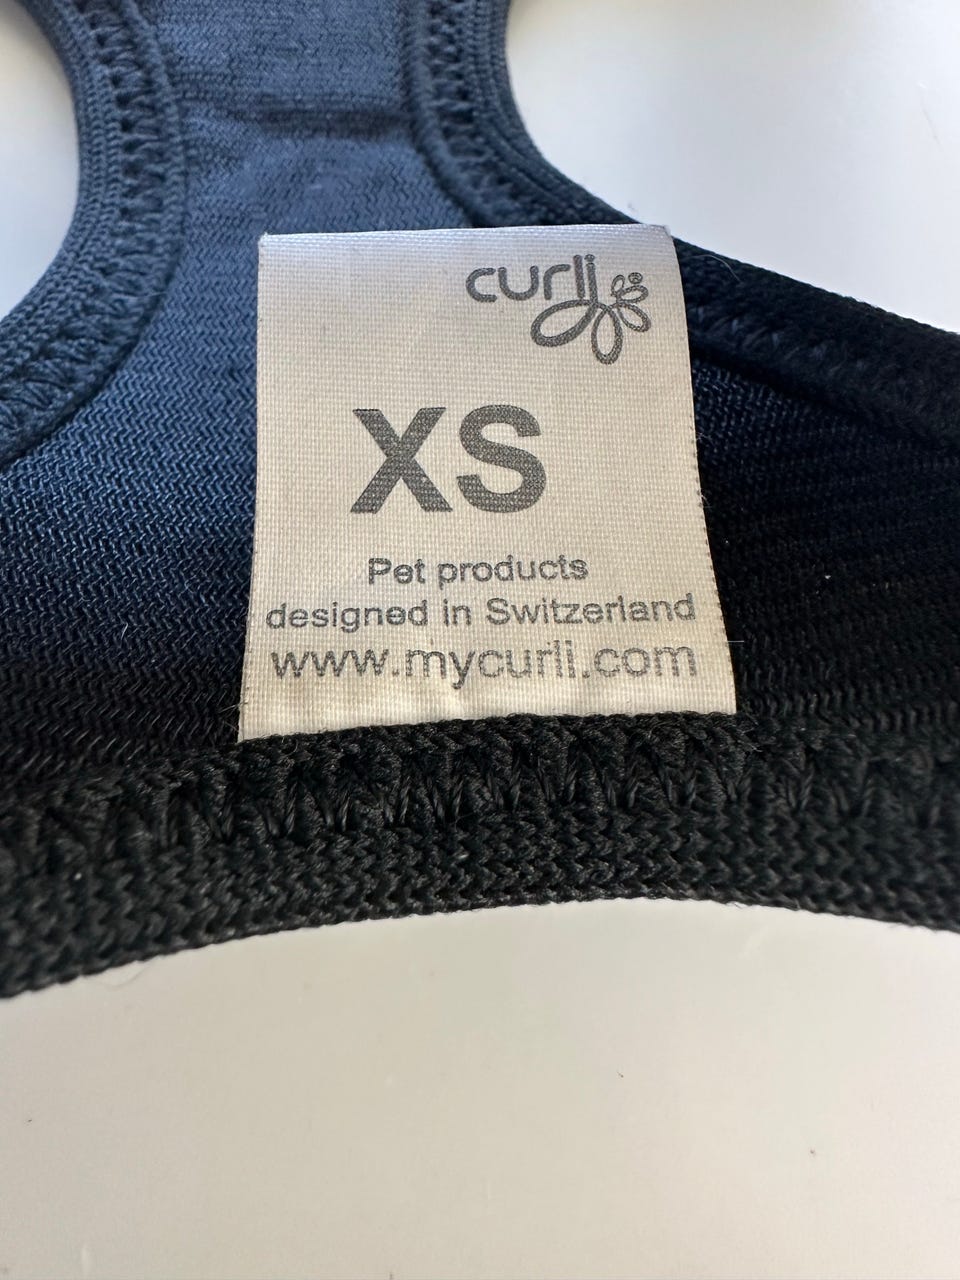 curli
XS
Pet products
designed in Switzerland
www.mycurli.com